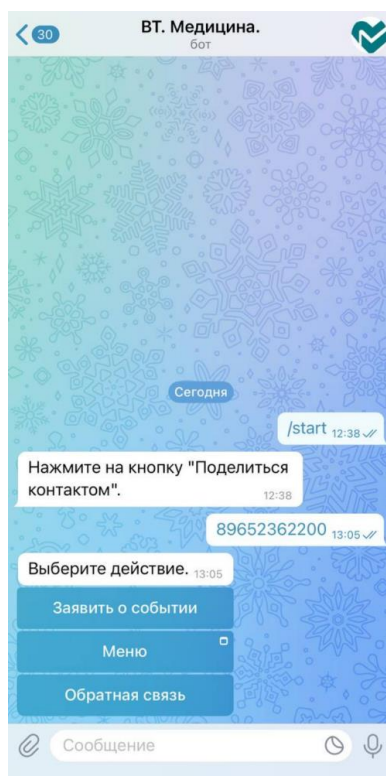 30
ВТ. Медицина.
бот
Сегодня
/start 12:38
Нажмите на кнопку "Поделиться
контактом".
12:38
89652362200 13:05
Выберите действие. 13:05
Заявить о событии
Меню
Обратная связь
Сообщение